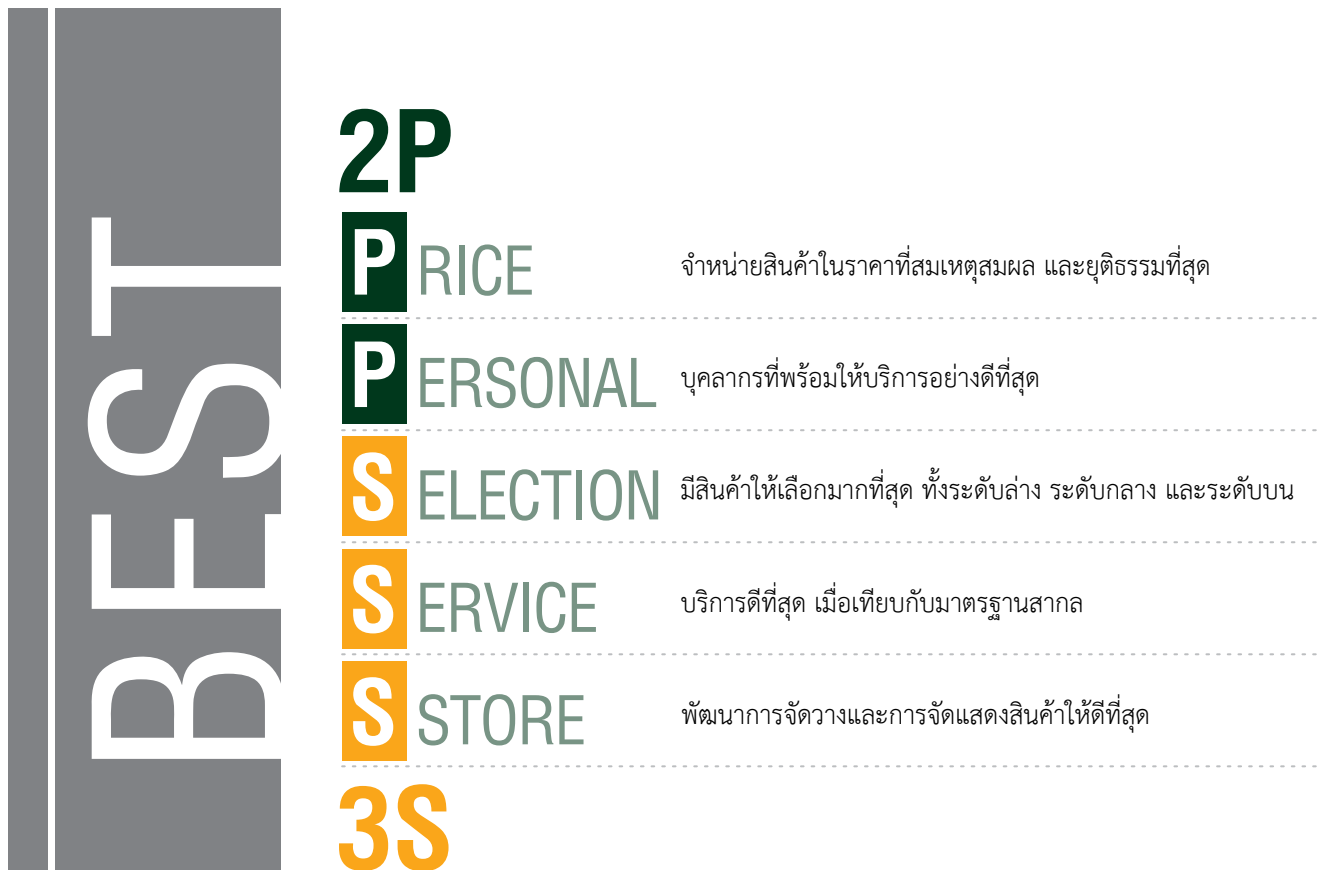 BEST
2P
PRICE จำหน่ายสินค้าในราคาที่สมเหตุสมผล และยุติธรรมที่สุด
PERSONAL บุคลากรที่พร้อมให้บริการอย่างดีที่สุด
SELECTION มีสินค้าให้เลือกมากที่สุด ทั้งระดับล่าง ระดับกลาง และระดับบน
SERVICE บริการดีที่สุด เมื่อเทียบกับมาตรฐานสากล
S STORE พัฒนาการจัดวางและการจัดแสดงสินค้าให้ดีที่สุด
3S